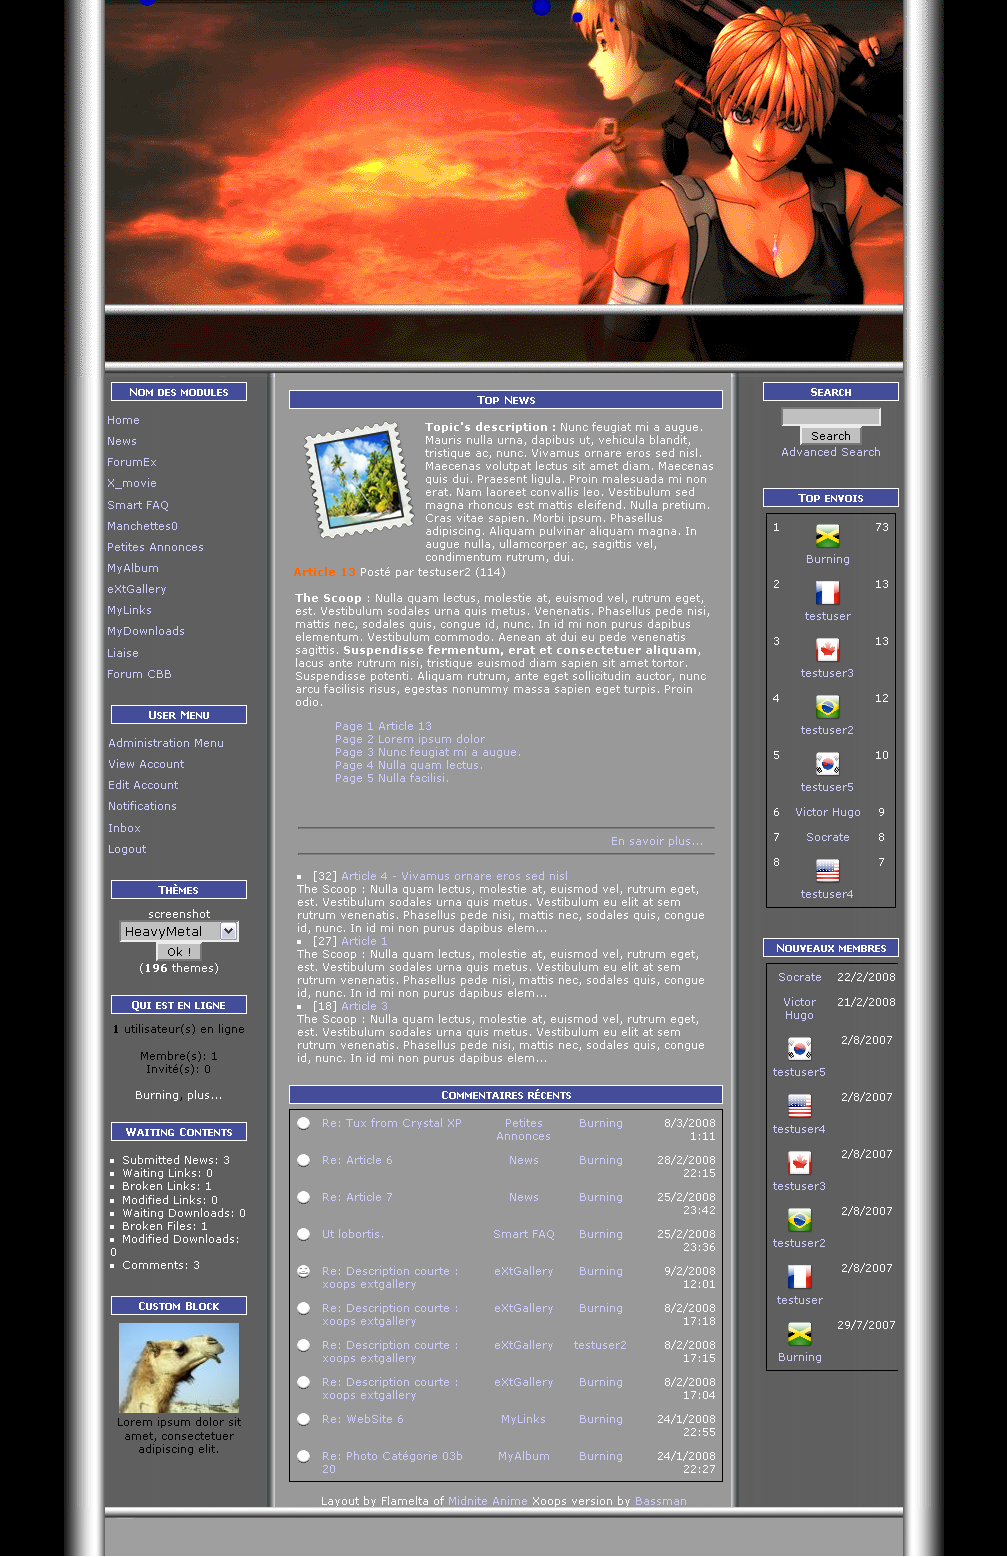 Nom des modules
Home
News
ForumEx
X_movie
Smart FAQ
Manchettes0
Petites Annonces
MyAlbum
eXtGallery
MyLinks
MyDownloads
Liaise
Forum CBB
User Menu
Administration Menu
View Account
Edit Account
Notifications
Inbox
Logout
Thèmes
screenshot
HeavyMetal
Ok !
(196 themes)
Qui est en ligne
1 utilisateur(s) en ligne
Membre(s): 1
Invité(s): 0
Burning, plus...
Waiting Contents
Submitted News: 3
Waiting Links: 0
Broken Links: 1
Modified Links: 0
Waiting Downloads: 0
Broken Files: 1
Modified Downloads:
0
Comments: 3
Custom Block
Lorem ipsum dolor sit
amet, consectetuer
adipiscing elit.
Top News
Topic's description : Nunc feugiat mi a augue.
Mauris nulla urna, dapibus ut, vehicula blandit,
tristique ac, nunc. Vivamus ornare eros sed nisl.
Maecenas volutpat lectus sit amet diam. Maecenas
quis dui. Praesent ligula. Proin malesuada mi non
erat. Nam laoreet convallis leo. Vestibulum sed
magna rhoncus est mattis eleifend. Nulla pretium.
Cras vitae sapien. Morbi ipsum. Phasellus
adipiscing. Aliquam pulvinar aliquam magna. In
augue nulla, ullamcorper ac, sagittis vel,
condimentum rutrum, dui.
Article 13 Posté par testuser2 (114)
The Scoop : Nulla quam lectus, molestie at, euismod vel, rutrum eget,
est. Vestibulum sodales urna quis metus. Venenatis. Phasellus pede nisi,
mattis nec, sodales quis, congue id, nunc. In id mi non purus dapibus
elementum. Vestibulum commodo. Aenean at dui eu pede venenatis
sagittis. Suspendisse fermentum, erat et consectetuer aliquam,
lacus ante rutrum nisi, tristique euismod diam sapien sit amet tortor.
Suspendisse potenti. Aliquam rutrum, ante eget sollicitudin auctor, nunc
arcu facilisis risus, egestas nonummy massa sapien eget turpis. Proin
odio.
Page 1 Article 13
Page 2 Lorem ipsum dolor
Page 3 Nunc feugiat mi a augue.
Page 4 Nulla quam lectus.
Page 5 Nulla facilisi.
En savoir plus...
[32] Article 4 - Vivamus ornare eros sed nisl
The Scoop : Nulla quam lectus, molestie at, euismod vel, rutrum eget,
est. Vestibulum sodales urna quis metus. Vestibulum eu elit at sem
rutrum venenatis. Phasellus pede nisi, mattis nec, sodales quis, congue
id, nunc. In id mi non purus dapibus elem...
[27] Article 1
The Scoop : Nulla quam lectus, molestie at, euismod vel, rutrum eget,
est. Vestibulum sodales urna quis metus. Vestibulum eu elit at sem
rutrum venenatis. Phasellus pede nisi, mattis nec, sodales quis, congue
id, nunc. In id mi non purus dapibus elem...
[18] Article 3
The Scoop : Nulla quam lectus, molestie at, euismod vel, rutrum eget,
est. Vestibulum sodales urna quis metus. Vestibulum eu elit at sem
rutrum venenatis. Phasellus pede nisi, mattis nec, sodales quis, congue
id, nunc. In id mi non purus dapibus elem...
Commentaires récents
Re: Tux from Crystal XP Petites Burning 8/3/2008
Annonces 1:11
Re: Article 6 News Burning 28/2/2008
22:15
Re: Article 7 News Burning 25/2/2008
23:42
Ut lobortis. Smart FAQ Burning 25/2/2008
23:36
Re: Description courte : eXtGallery Burning 9/2/2008
xoops extgallery 12:01
Re: Description courte : eXtGallery Burning 8/2/2008
xoops extgallery 17:18
Re: Description courte : eXtGallery testuser2 8/2/2008
xoops extgallery 17:15
Re: Description courte : eXtGallery Burning 8/2/2008
xoops extgallery 17:04
Re: WebSite 6 MyLinks Burning 24/1/2008
22:55
Re: Photo Catégorie 03b MyAlbum Burning 24/1/2008
20 22:27
Layout by Flamelta of Midnite Anime Xoops version by Bassman
Search
Search
Advanced Search
Top envois
1 73
Burning
2 13
testuser
3 13
testuser3
4 12
testuser2
5 10
testuser5
6 Victor Hugo 9
7 Socrate 8
8 7
testuser4
Nouveaux membres
Socrate 22/2/2008
Victor 21/2/2008
Hugo
2/8/2007
testuser5
2/8/2007
testuser4
2/8/2007
testuser3
2/8/2007
testuser2
2/8/2007
testuser
29/7/2007
Burning